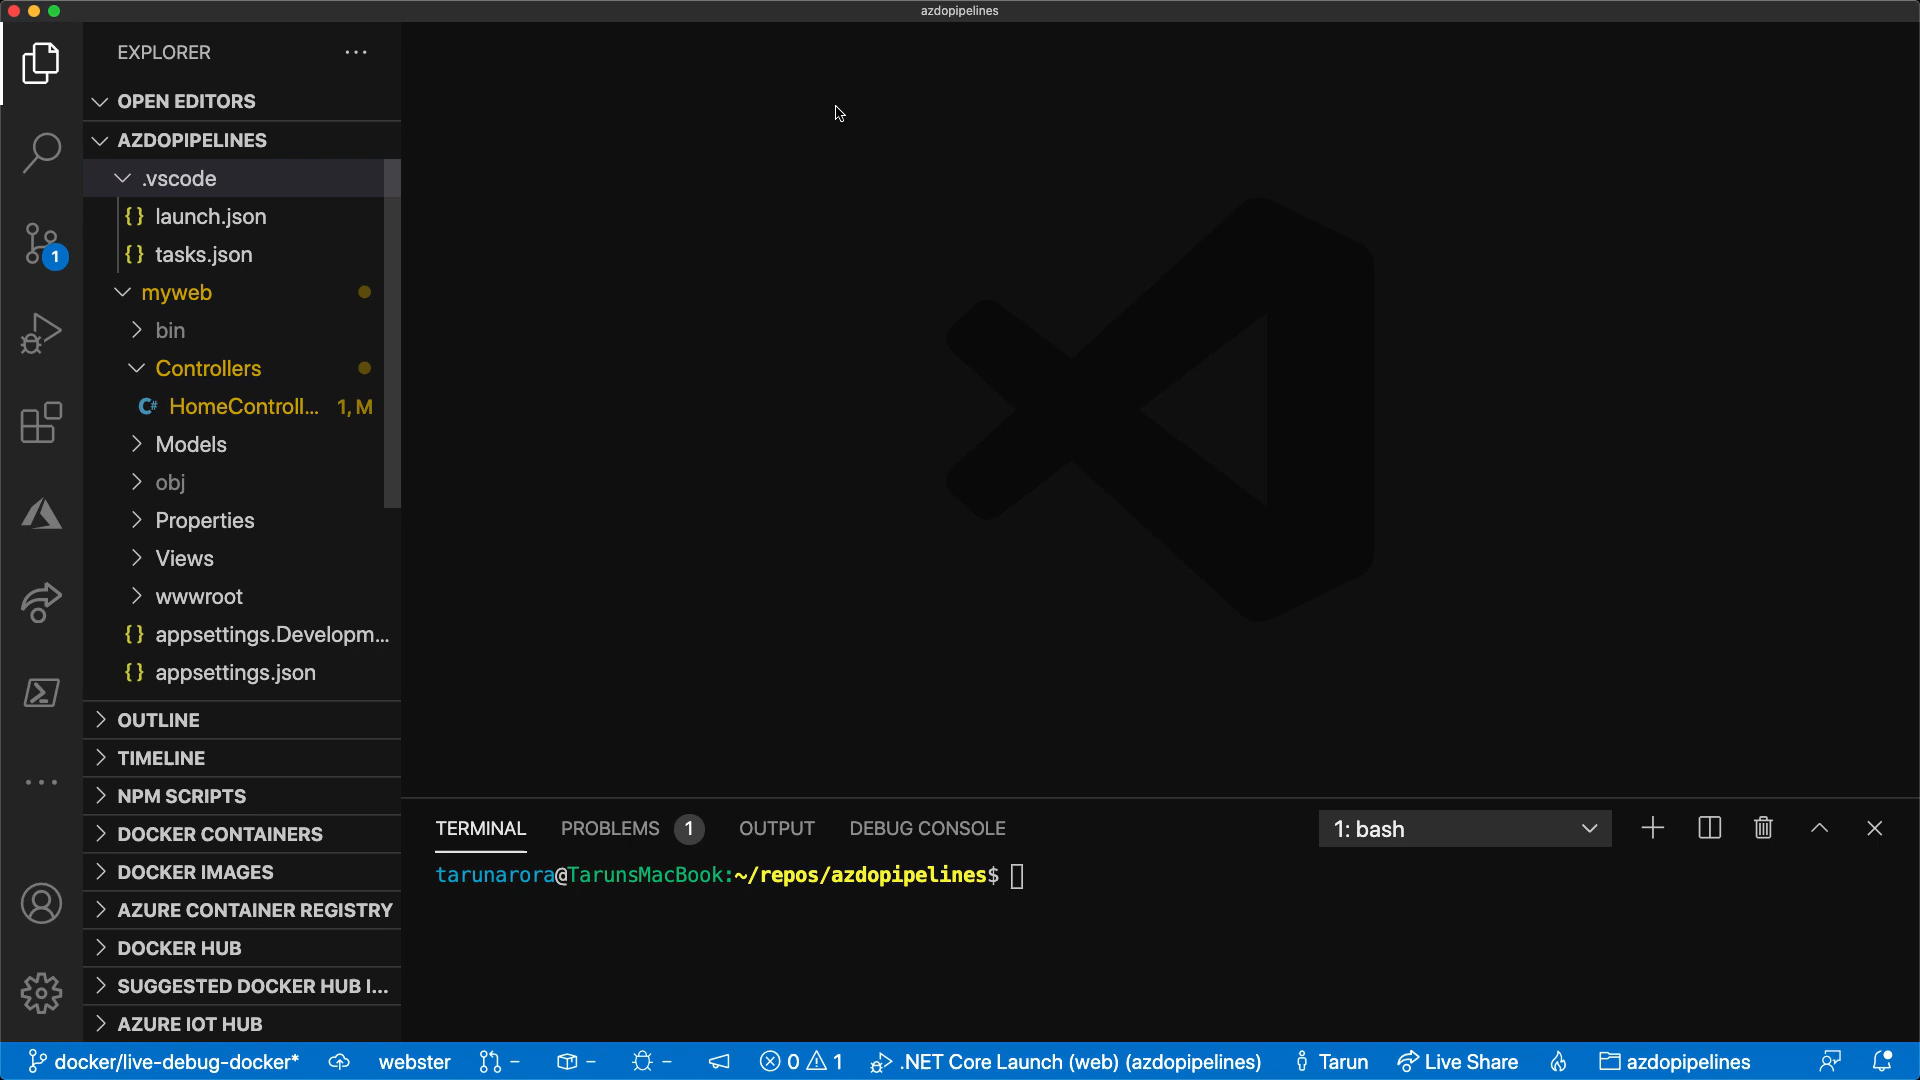 azdopipelines
EXPLORER
OPEN EDITORS
AZDOPIPELINES
.vscode
{} launch.json
{} tasks.json
1
myweb
bin
Controllers
C# HomeControll... 1, M
Models
obj
Properties
Views
wwwroot
{} appsettings.Developm...
{} appsettings.json
OUTLINE
TIMELINE
NPM SCRIPTS
DOCKER CONTAINERS
DOCKER IMAGES
AZURE CONTAINER REGISTRY
DOCKER HUB
SUGGESTED DOCKER HUB I...
AZURE IOT HUB
TERMINAL PROBLEMS 1 OUTPUT DEBUG CONSOLE 1: bash
tarunarora@TarunsMacBook:~/repos/azdopipelines$
docker/live-debug-docker* webster - - - 0 1 .NET Core Launch (web) (azdopipelines) Tarun Live Share azdopipelines